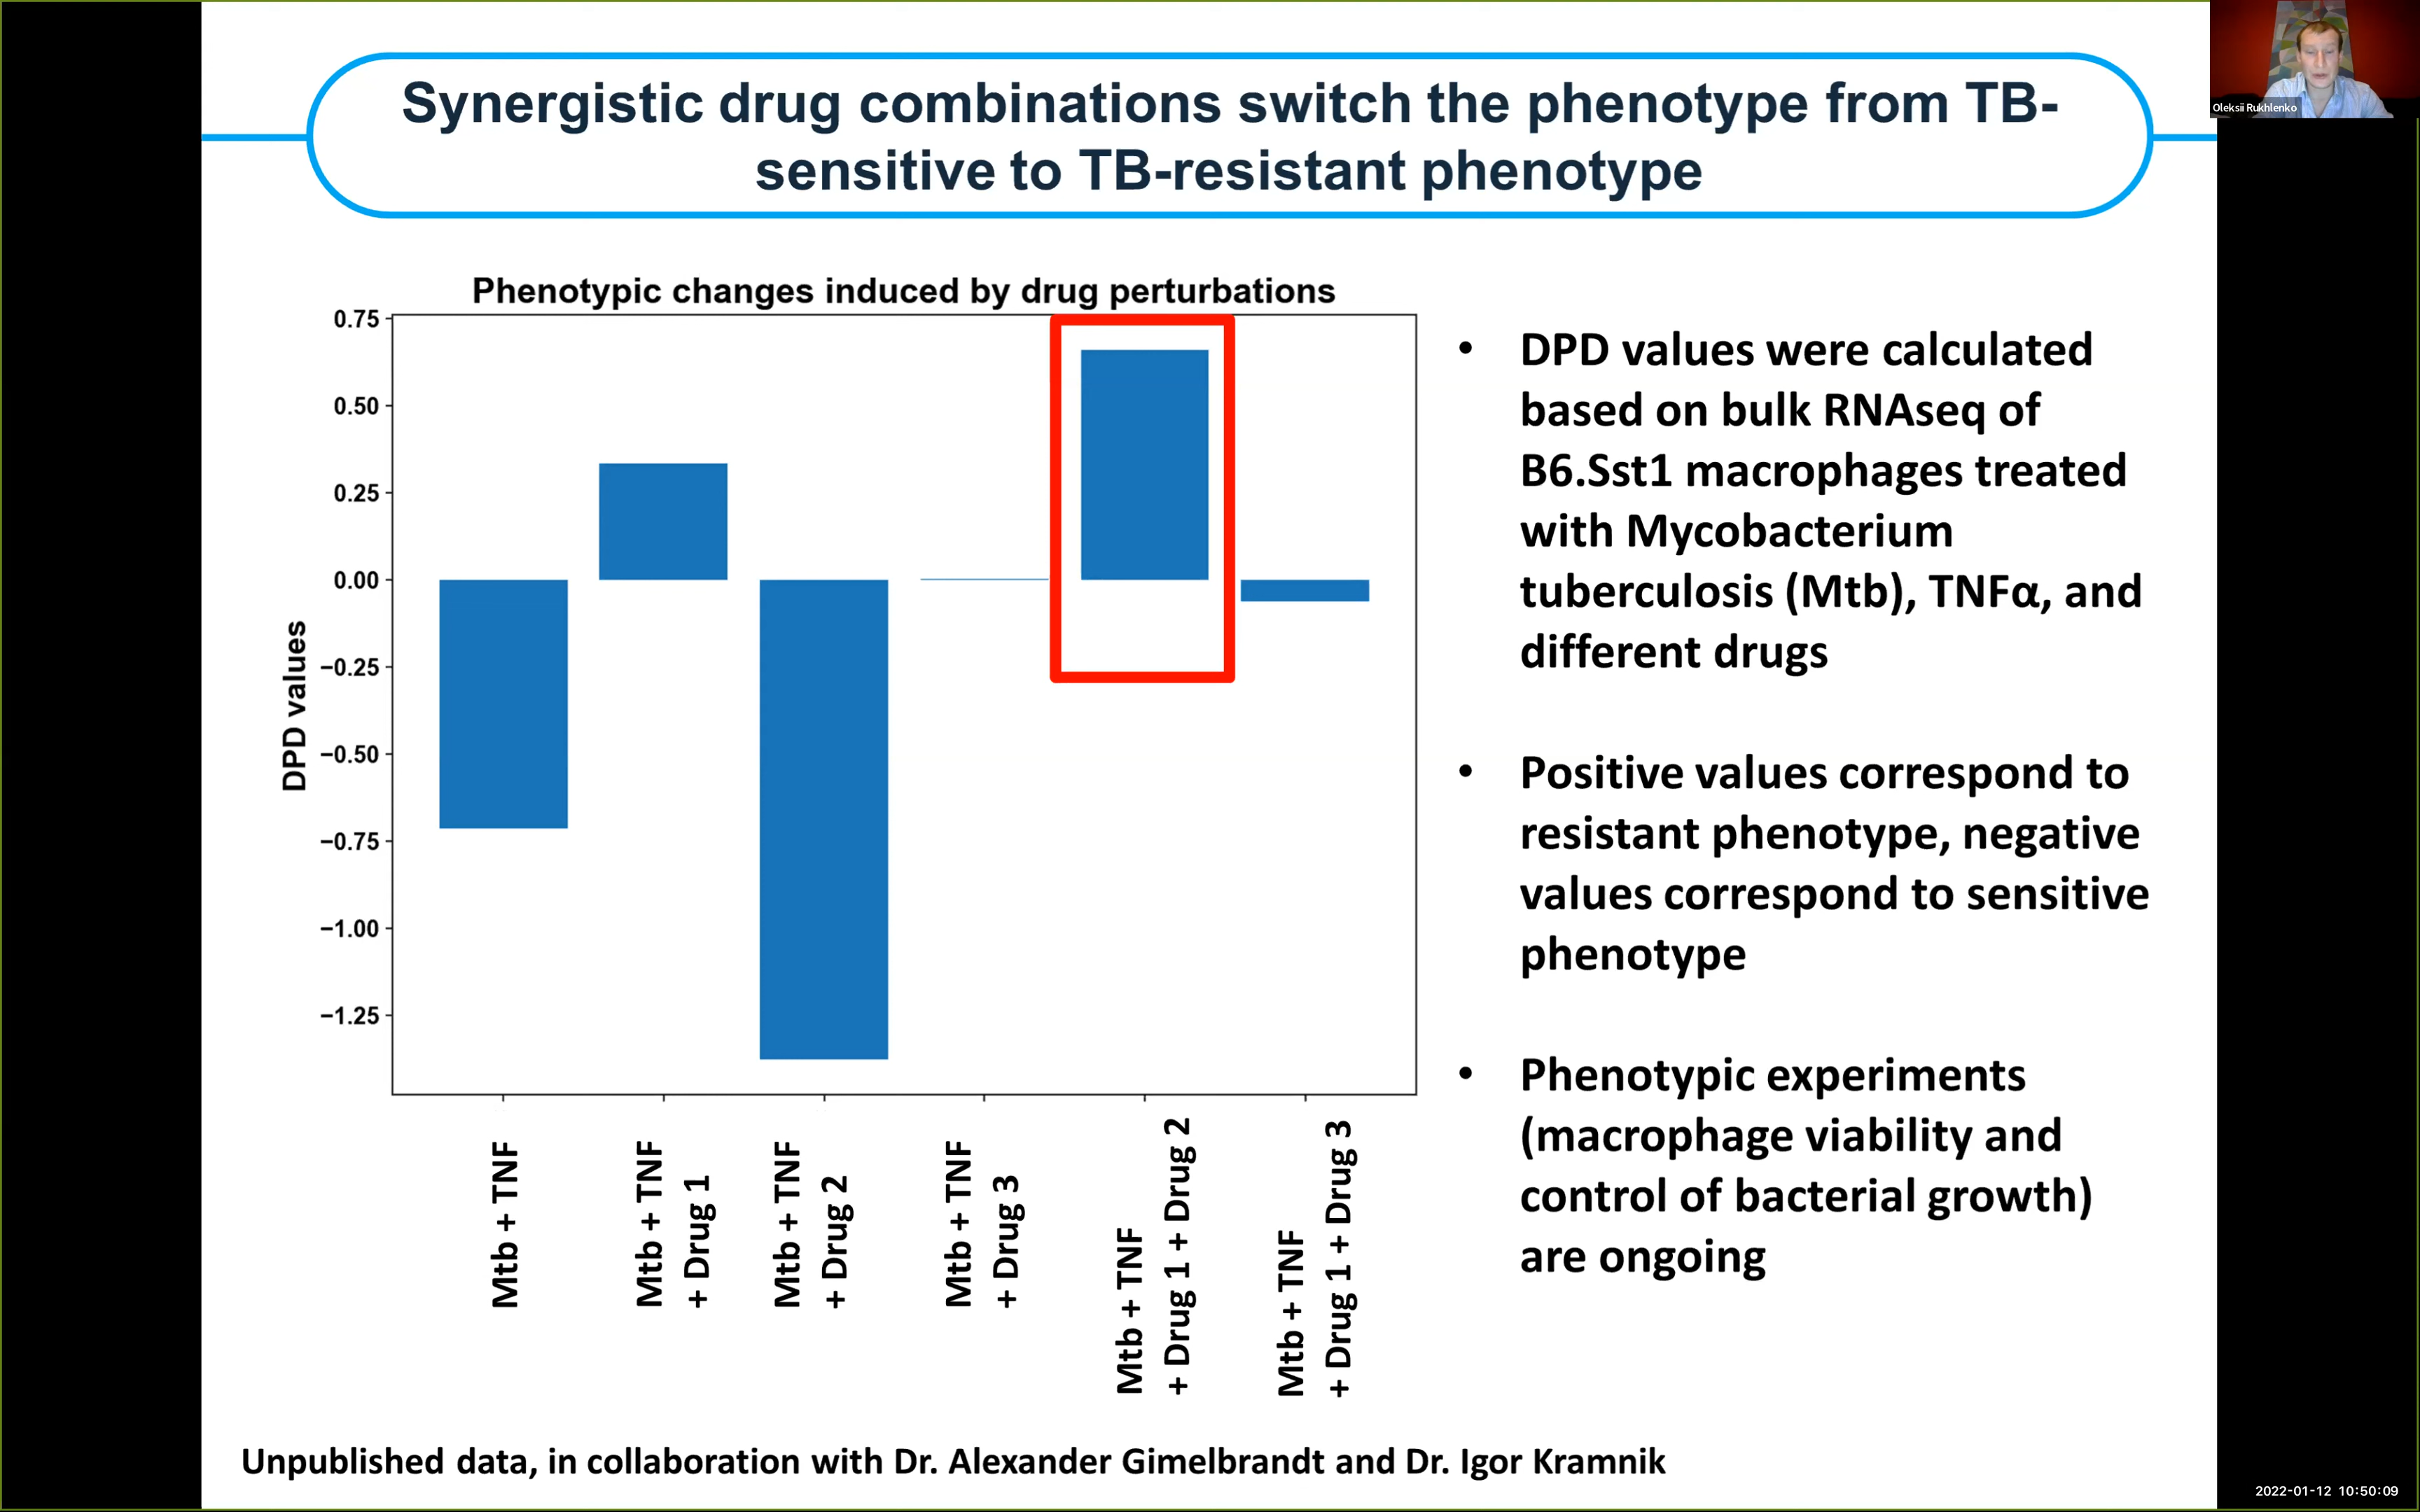 Synergistic drug combinations switch the phenotype from TB-
sensitive to TB-resistant phenotype
Oleksii Rukhlenko
Phenotypic changes induced by drug perturbations
0.75
0.50
0.25
0.00
−0.25
−0.50
−0.75
−1.00
−1.25
DPD values
Mtb + TNF
Mtb + TNF
+ Drug 1
Mtb + TNF
+ Drug 2
Mtb + TNF
+ Drug 3
Mtb + TNF
+ Drug 1 + Drug 2
Mtb + TNF
+ Drug 1 + Drug 3
• DPD values were calculated
based on bulk RNAseq of
B6.Sst1 macrophages treated
with Mycobacterium
tuberculosis (Mtb), TNFα, and
different drugs
• Positive values correspond to
resistant phenotype, negative
values correspond to sensitive
phenotype
• Phenotypic experiments
(macrophage viability and
control of bacterial growth)
are ongoing
Unpublished data, in collaboration with Dr. Alexander Gimelbrandt and Dr. Igor Kramnik
2022-01-12 10:50:09